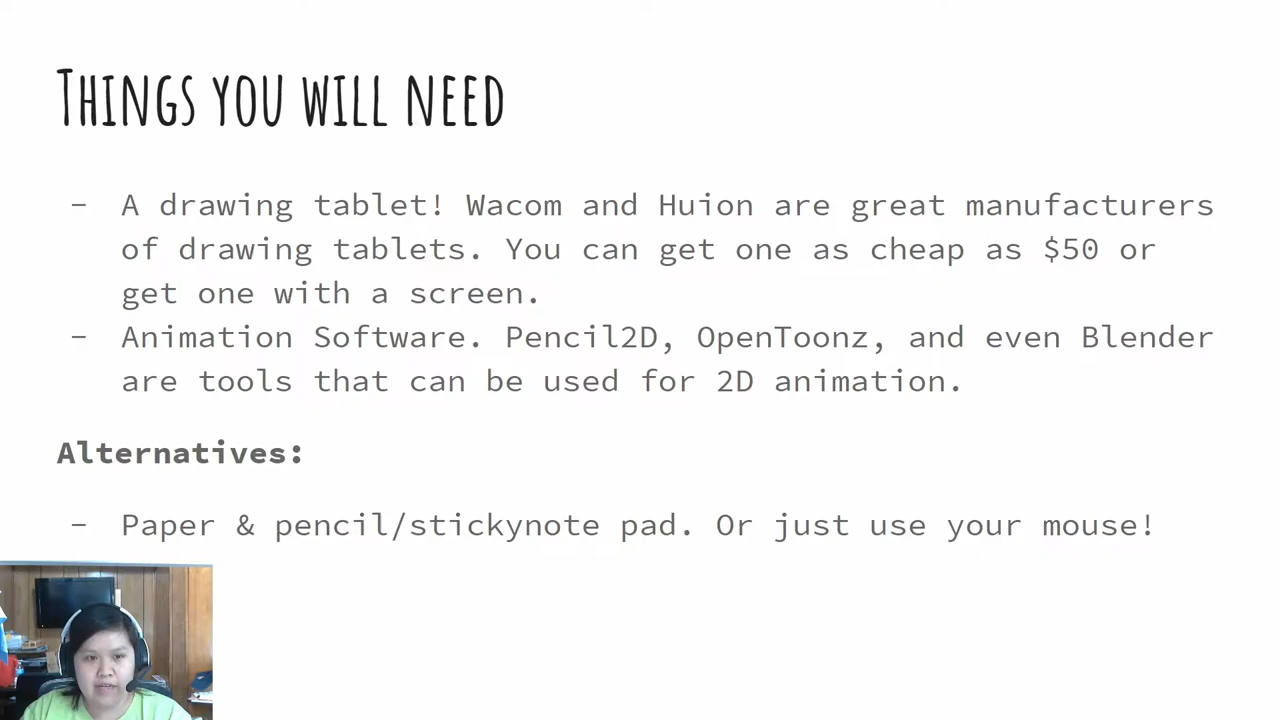 Things you will need
- A drawing tablet! Wacom and Huion are great manufacturers
of drawing tablets. You can get one as cheap as $50 or
get one with a screen.
- Animation Software. Pencil2D, OpenToonz, and even Blender
are tools that can be used for 2D animation.
Alternatives:
- Paper & pencil/stickynote pad. Or just use your mouse!